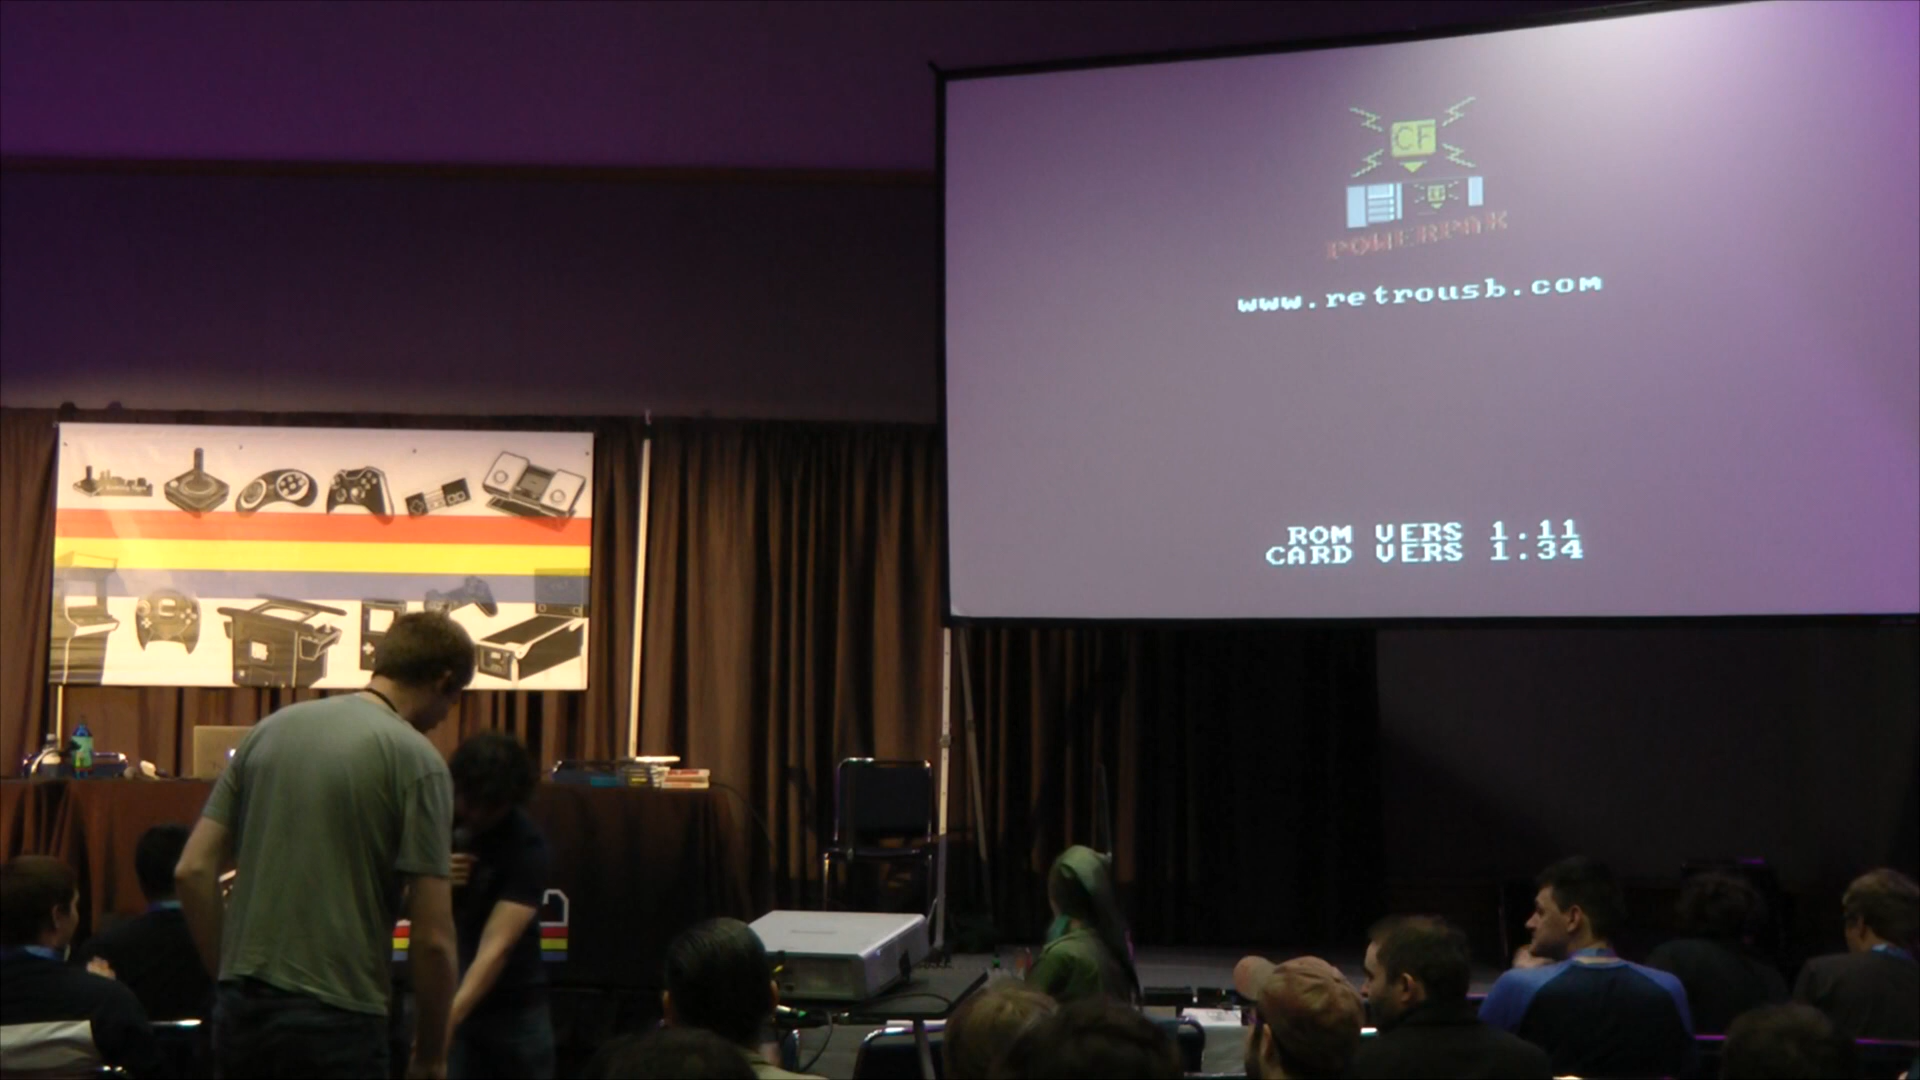 CF
POWERPAK
www.retrousb.com
ROM VERS 1.11
CARD VERS 1.34